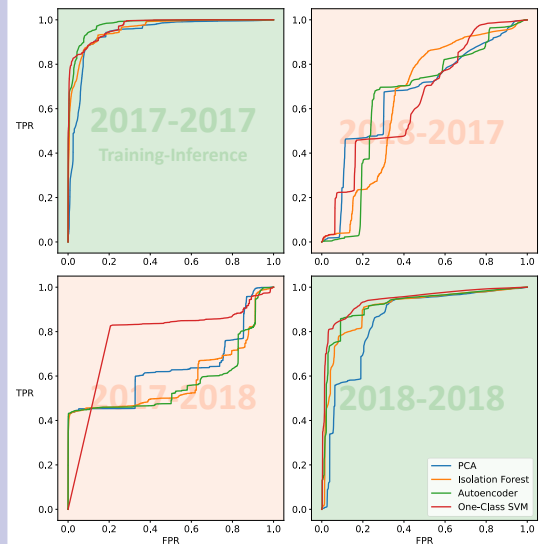 1.0
0.8
0.6
0.4
0.2
0.0
TPR
2017-2017
Training-Inference
0.0 0.2 0.4 0.6 0.8 1.0
1.0
0.8
0.6
0.4
0.2
0.0
2018-2017
0.0 0.2 0.4 0.6 0.8 1.0
1.0
0.8
0.6
0.4
0.2
0.0
TPR
2017-2018
0.0 0.2 0.4 0.6 0.8 1.0
FPR
1.0
0.8
0.6
0.4
0.2
0.0
2018-2018
PCA
Isolation Forest
Autoencoder
One-Class SVM
0.0 0.2 0.4 0.6 0.8 1.0
FPR